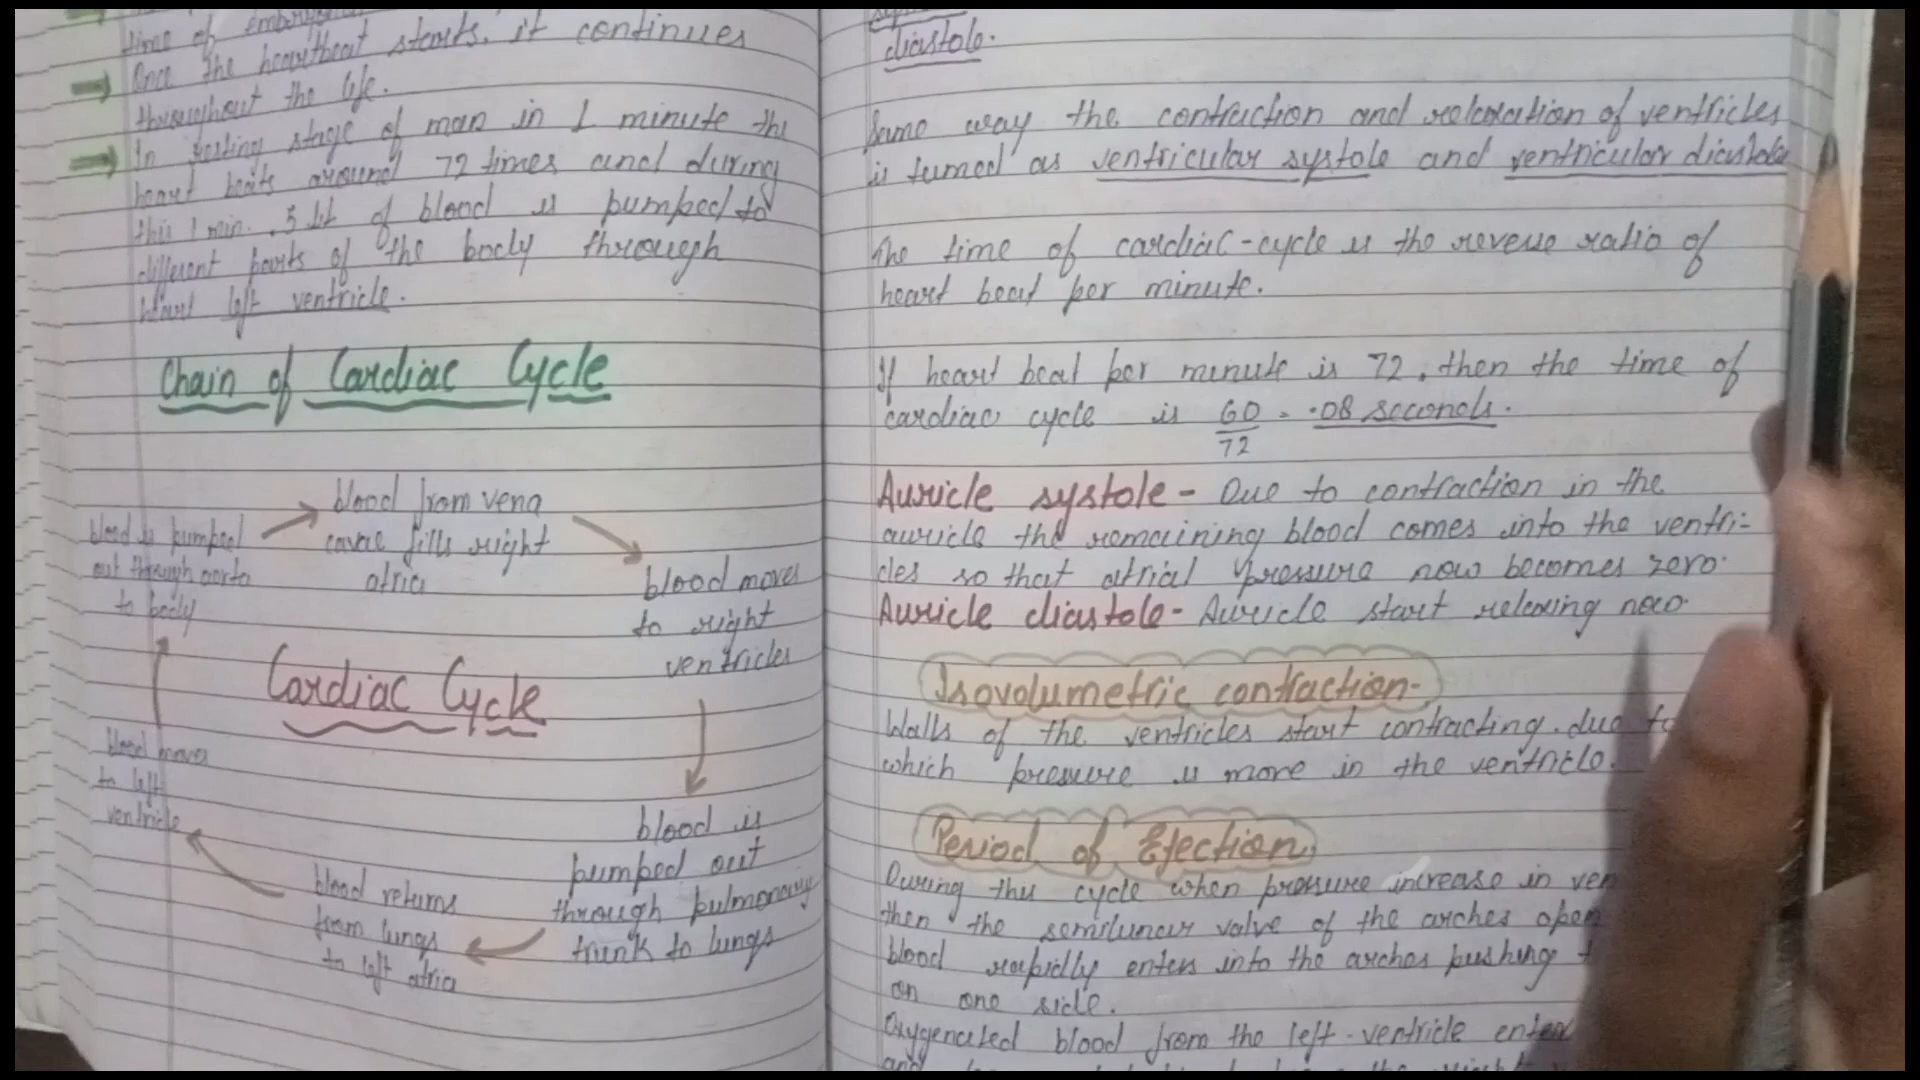 time of
Once the heartbeat starts, it continues
throughout the life.
In resting stage of man in 1 minute the
heart beats around 72 times and during
this 1 min. 5 lit of blood is pumped to
different parts of the body through
heart left ventricle.
Chain of Cardiac Cycle
blood from vena
cavae fills right
atria
blood moves
to right
ventricles
blood is
pumped out
through pulmonary
trunk to lungs
blood returns
from lungs
to left atria
blood moves
to left
ventricle
blood is pumped
out through aorta
to body
Cardiac Cycle
diastole.
Same way the contraction and relaxation of ventricles
is turned as ventricular systole and ventricular diastole
The time of cardiac-cycle is the reverse ratio of
heart beat per minute.
If heart beat per minute is 72, then the time of
cardiac cycle is 60/72 = .08 seconds.
Auricle systole - Due to contraction in the
auricle the remaining blood comes into the ventri-
cles so that atrial pressure now becomes zero.
Auricle diastole - Auricle start relaxing now.
Isovolumetric contraction-
Walls of the ventricles start contracting. due to
which pressure is more in the ventricle.
Period of Ejection
During this cycle when pressure increase in ven
then the semilunar valve of the arches open
blood rapidly enters into the arches pushing
on one side.
Oxygenated blood from the left-ventricle enter
and